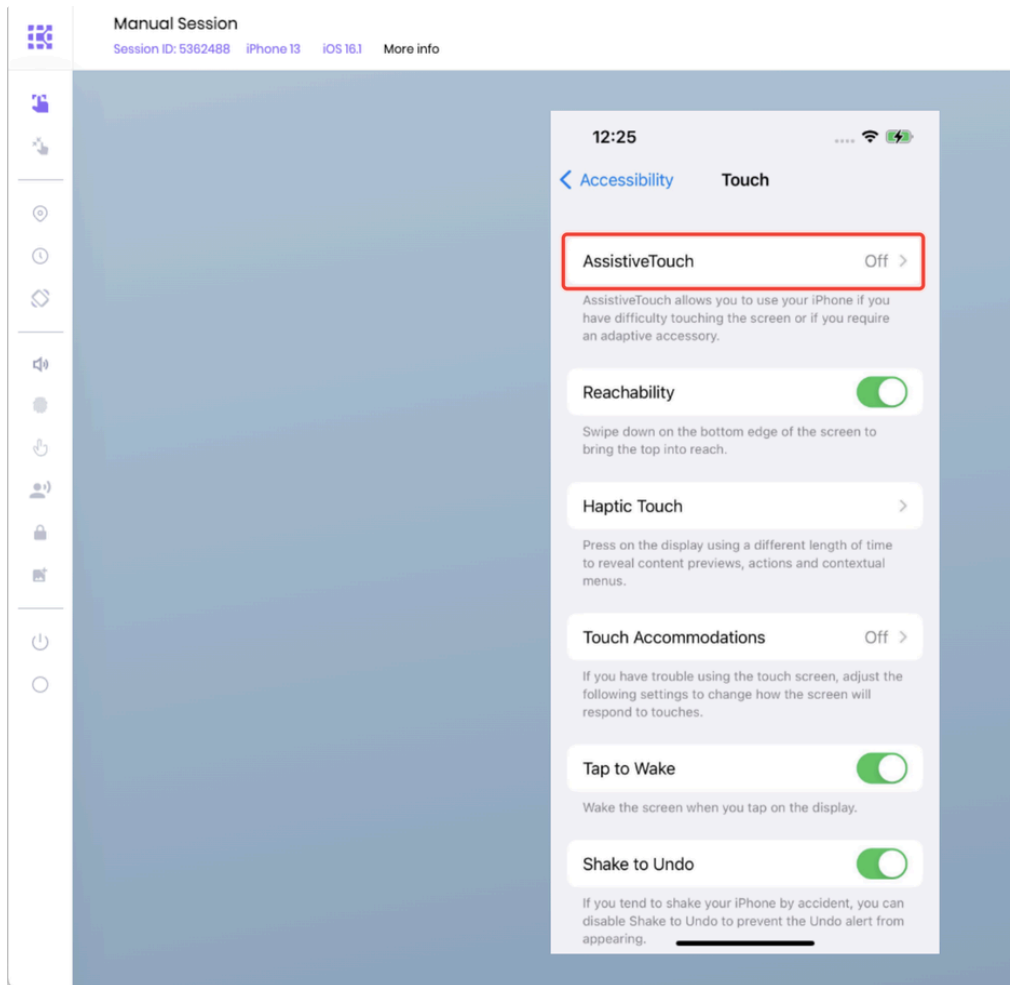 Manual Session
Session ID: 5362488 iPhone 13 iOS 16.1 More info
12:25
Accessibility Touch
AssistiveTouch Off
AssistiveTouch allows you to use your iPhone if you
have difficulty touching the screen or if you require
an adaptive accessory.
Reachability
Swipe down on the bottom edge of the screen to
bring the top into reach.
Haptic Touch
Press on the display using a different length of time
to reveal content previews, actions and contextual
menus.
Touch Accommodations Off
If you have trouble using the touch screen, adjust the
following settings to change how the screen will
respond to touches.
Tap to Wake
Wake the screen when you tap on the display.
Shake to Undo
If you tend to shake your iPhone by accident, you can
disable Shake to Undo to prevent the Undo alert from
appearing.